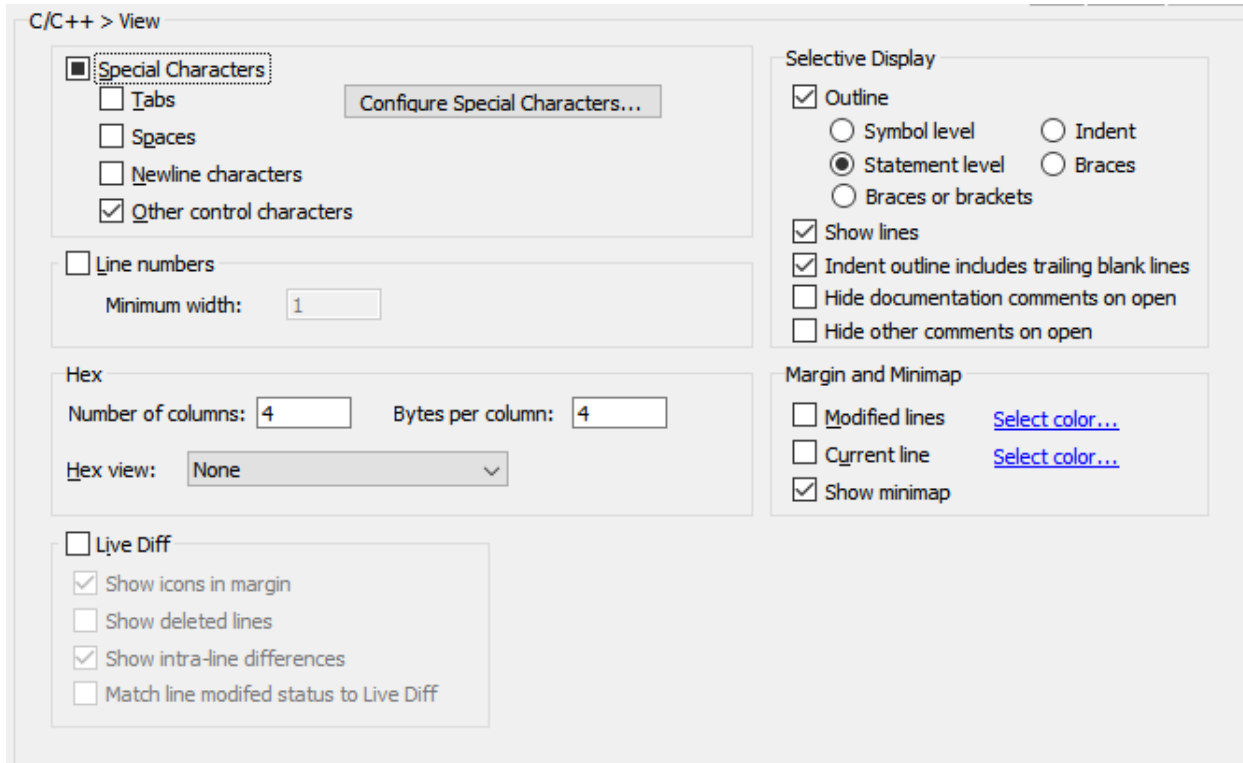 C/C++ > View
Special Characters
Tabs
Configure Special Characters...
Spaces
Newline characters
Other control characters
Line numbers
Minimum width: 1
Hex
Number of columns: 4 Bytes per column: 4
Hex view: None
Live Diff
Show icons in margin
Show deleted lines
Show intra-line differences
Match line modifed status to Live Diff
Selective Display
Outline
Symbol level Indent
Statement level Braces
Braces or brackets
Show lines
Indent outline includes trailing blank lines
Hide documentation comments on open
Hide other comments on open
Margin and Minimap
Modified lines Select color...
Current line Select color...
Show minimap